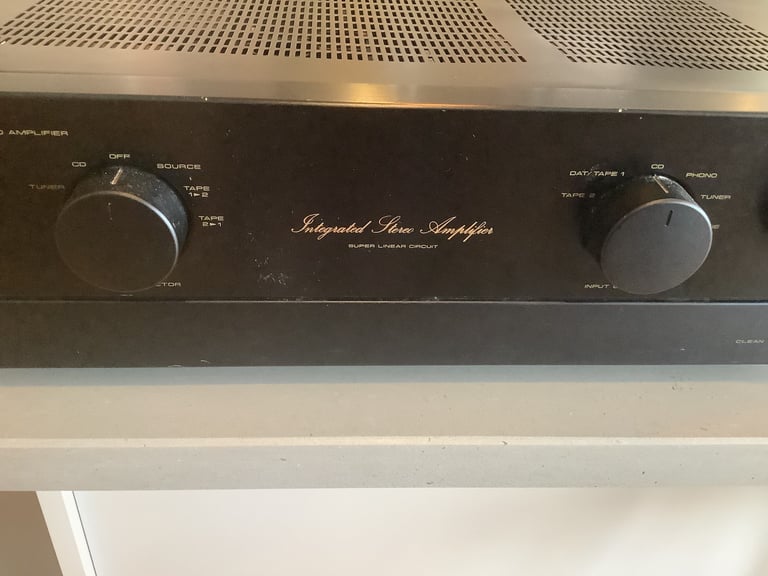 AMPLIFIER
OFF
CD
SOURCE
TUNER
TAPE
1►2
TAPE
2►1
Integrated Stereo Amplifier
SUPER LINEAR CIRCUIT
CD
DAT/TAPE 1
PHONO
TAPE 2
TUNER
INPUT
CLEAN